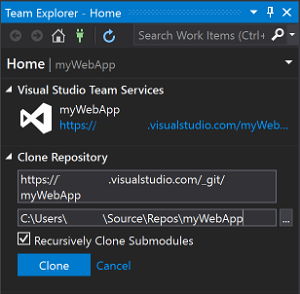 Team Explorer - Home
Search Work Items (Ctrl+
Home | myWebApp
Visual Studio Team Services
myWebApp
https:// .visualstudio.com/myWeb...
Clone Repository
https:// .visualstudio.com/_git/
myWebApp
C:\Users\ \Source\Repos\myWebApp
...
Recursively Clone Submodules
Clone Cancel